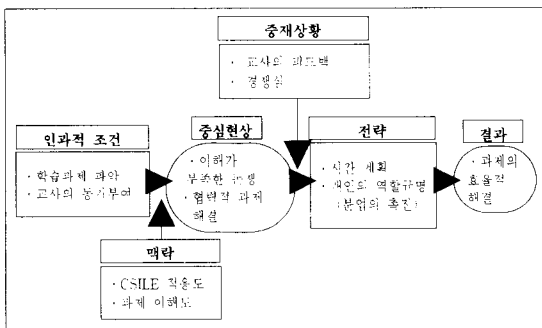 중재상황
· 교사의 피드백
· 경쟁심
인과적 조건
· 학습과제 파악
· 교사의 동기부여
중심현상
· 이해가
부족한
· 협력적 과제
해결
전략
· 시간 계획
· 개인의 역할규명
(분업의 촉진)
결과
· 과제의
효율적
해결
맥락
· CSILE 적응도
· 과제 이해도